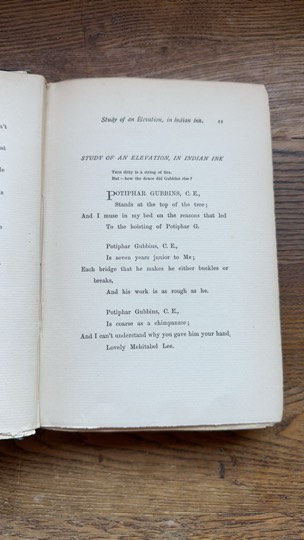 Study of an Elevation, in Indian ink. 11
STUDY OF AN ELEVATION, IN INDIAN INK
THIS ditty is a string of lies.
But—how the deuce did Gubbins rise?
POTIPHAR GUBBINS, C. E.,
Stands at the top of the tree;
And I muse in my bed on the reasons that led
To the hoisting of Potiphar G.
Potiphar Gubbins, C. E.,
Is seven years junior to Me;
Each bridge that he makes he either buckles or
breaks,
And his work is as rough as he.
Potiphar Gubbins, C. E.,
Is coarse as a chimpanzee;
And I can't understand why you gave him your hand,
Lovely Mehitabel Lee.